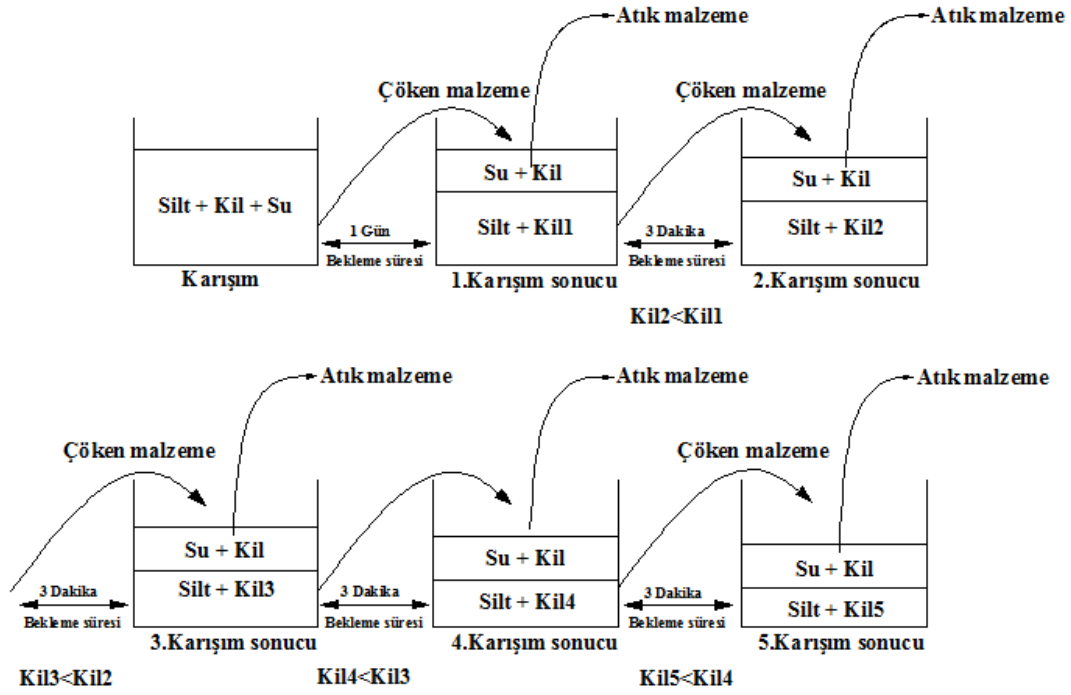 Atık malzeme
Atık malzeme
Çöken malzeme
Çöken malzeme
Silt + Kil + Su
Su + Kil
Silt + Kil1
Su + Kil
Silt + Kil2
1 Gün
Bekleme süresi
3 Dakika
Bekleme süresi
Karışım
1.Karışım sonucu
2.Karışım sonucu
Kil2<Kil1
Atık malzeme
Atık malzeme
Atık malzeme
Çöken malzeme
Çöken malzeme
Su + Kil
Silt + Kil3
Su + Kil
Silt + Kil4
Su + Kil
Silt + Kil5
3 Dakika
Bekleme süresi
3 Dakika
Bekleme süresi
3 Dakika
Bekleme süresi
3.Karışım sonucu
4.Karışım sonucu
5.Karışım sonucu
Kil3<Kil2
Kil4<Kil3
Kil5<Kil4